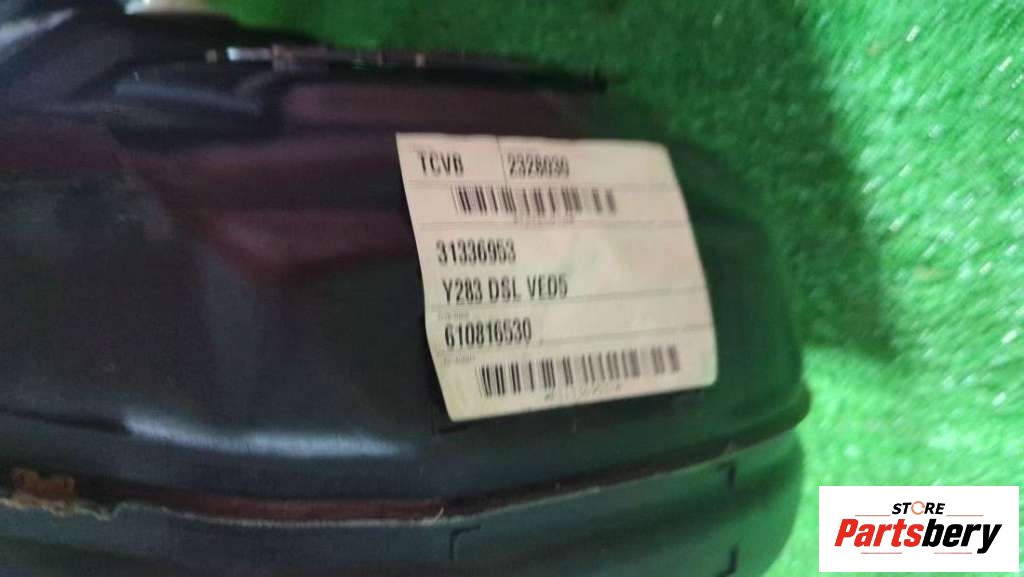 TCVB 2328030
31336953
Y283 DSL VED5
610816530
STORE
Partsbery